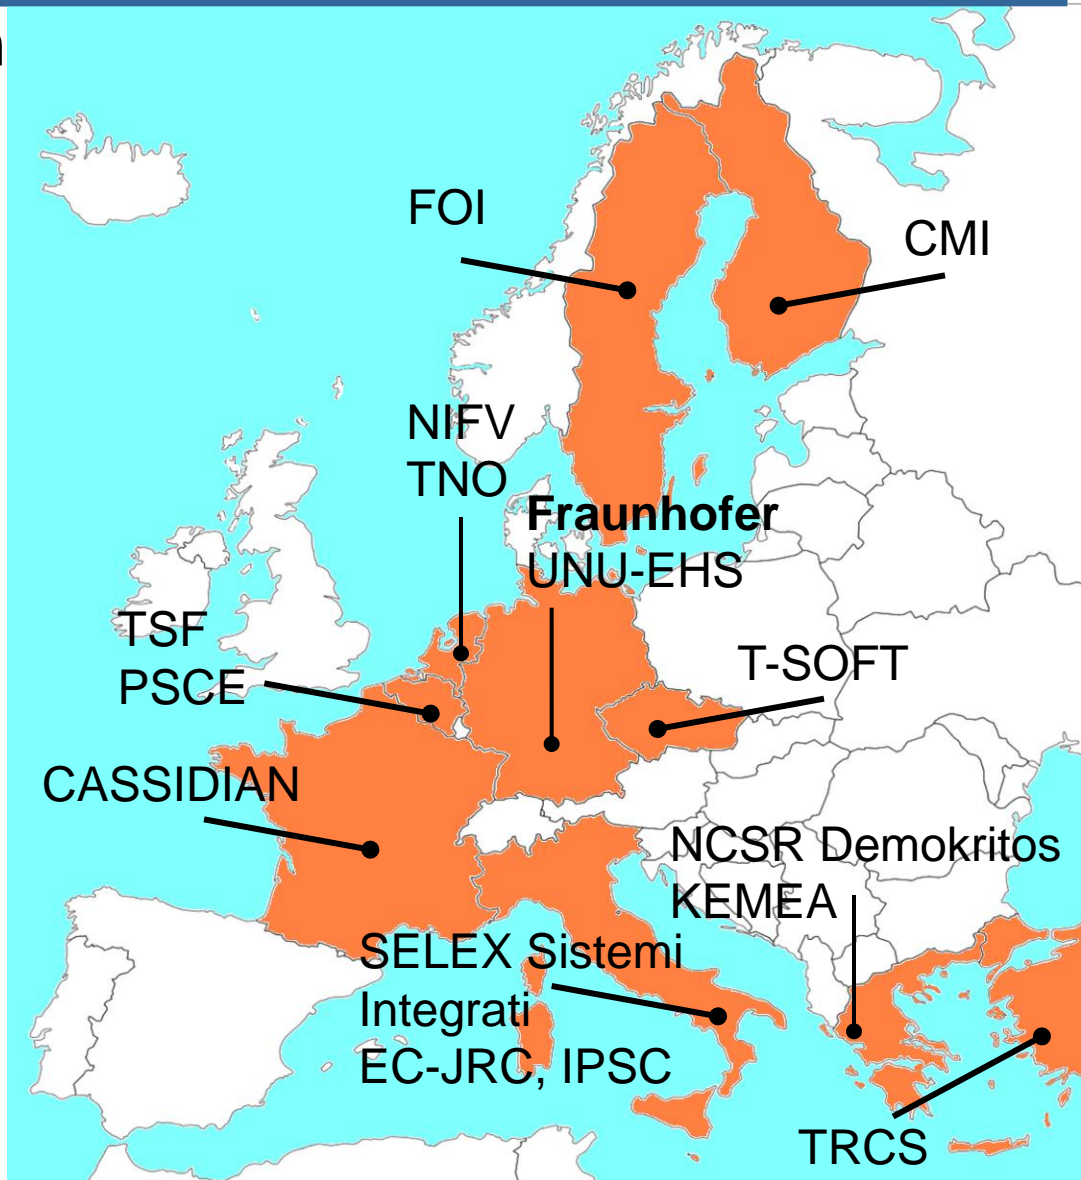 FOI
CMI
NIFV
TNO
Fraunhofer
UNU-EHS
TSF
PSCE
T-SOFT
CASSIDIAN
NCSR Demokritos
KEMEA
SELEX Sistemi
Integrati
EC-JRC, IPSC
TRCS